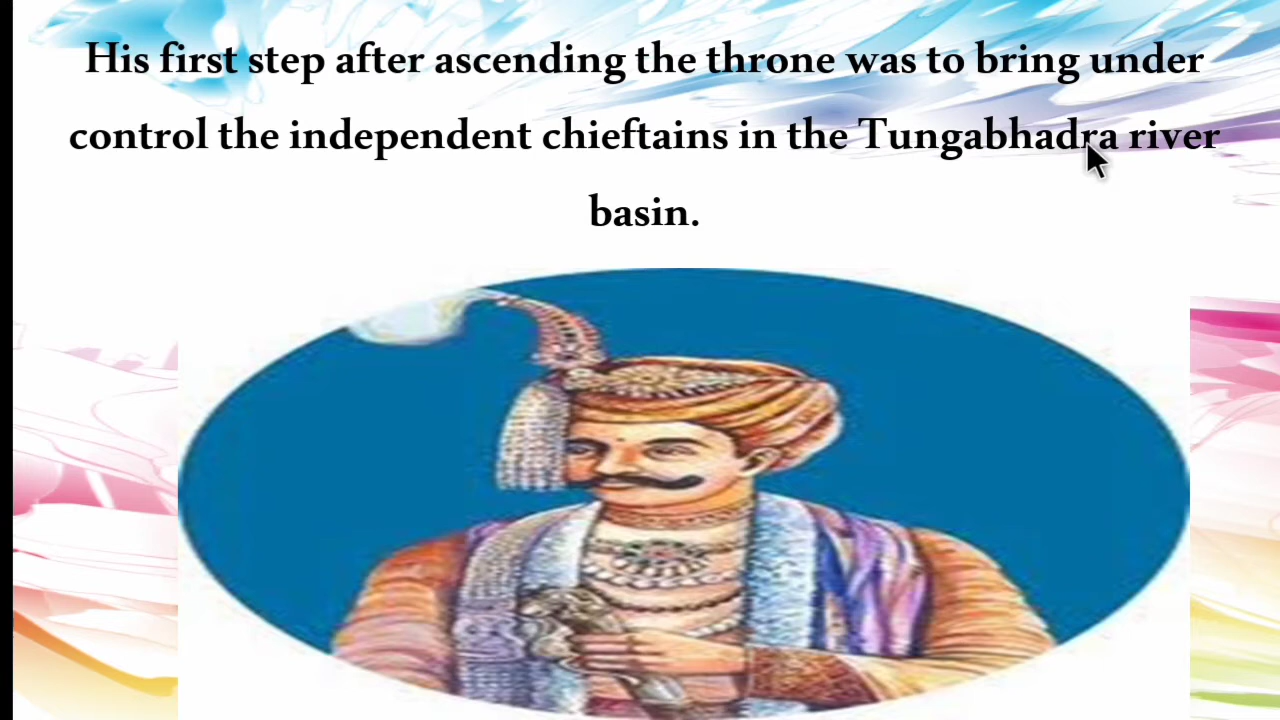 His first step after ascending the throne was to bring under
control the independent chieftains in the Tungabhadra river
basin.